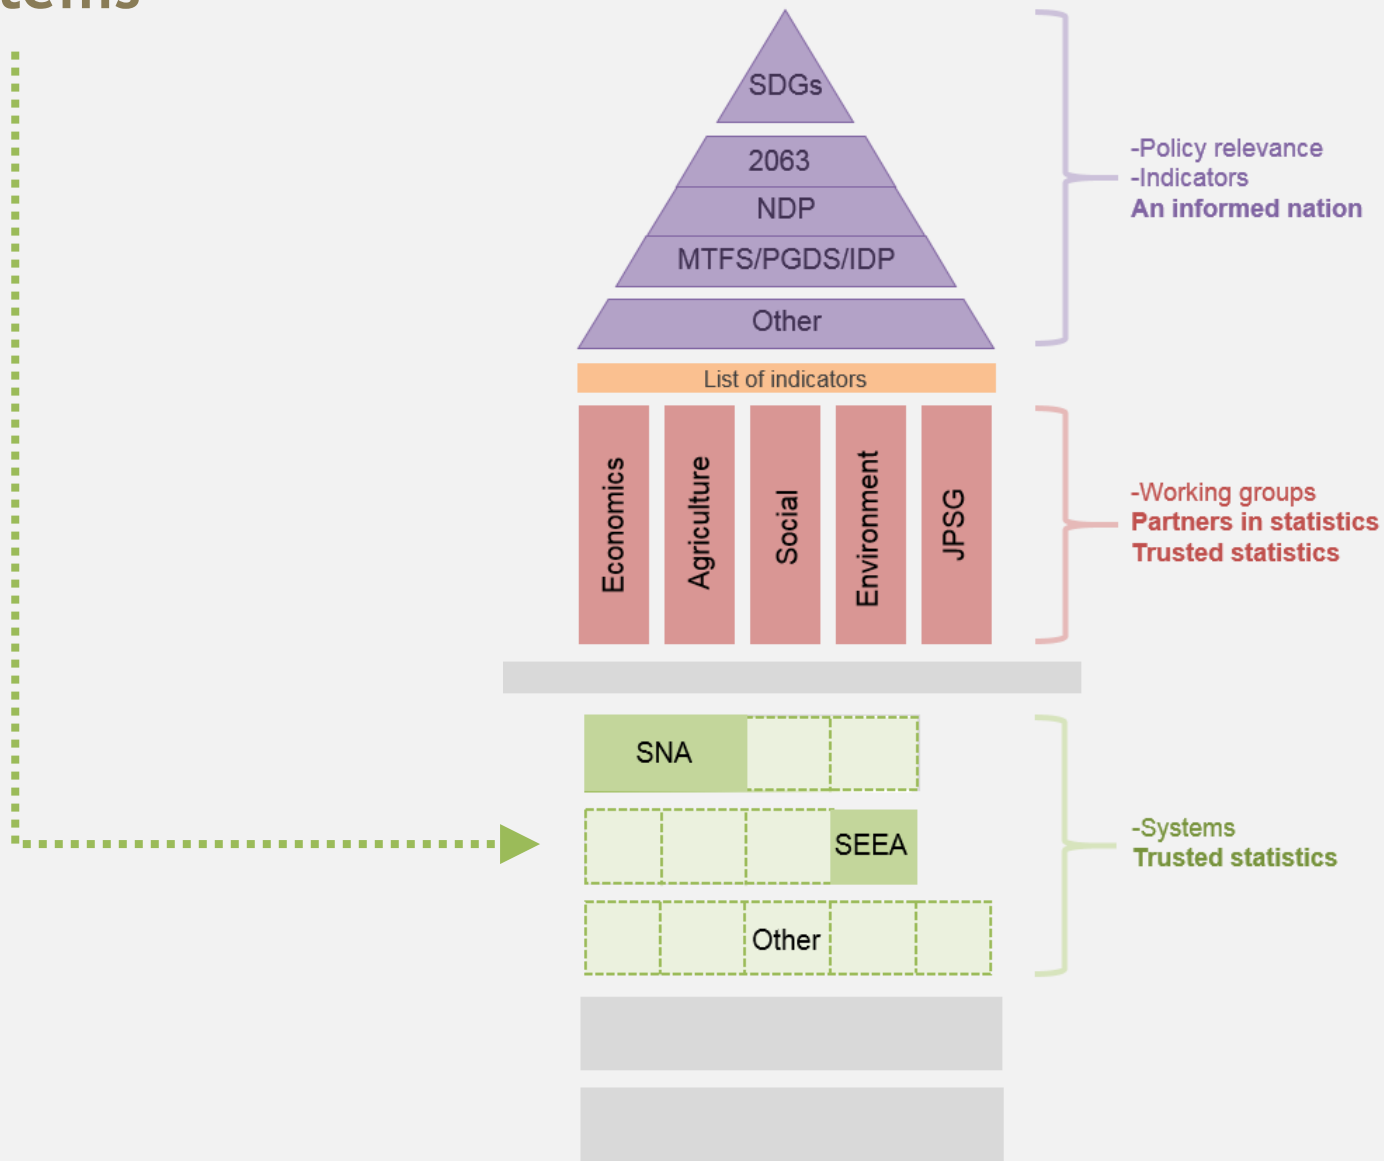 SDGs
2063
NDP
MTFS/PGDS/IDP
Other
-Policy relevance
-Indicators
An informed nation
List of indicators
Economics
Agriculture
Social
Environment
JPSG
-Working groups
Partners in statistics
Trusted statistics
SNA
SEEA
Other
-Systems
Trusted statistics